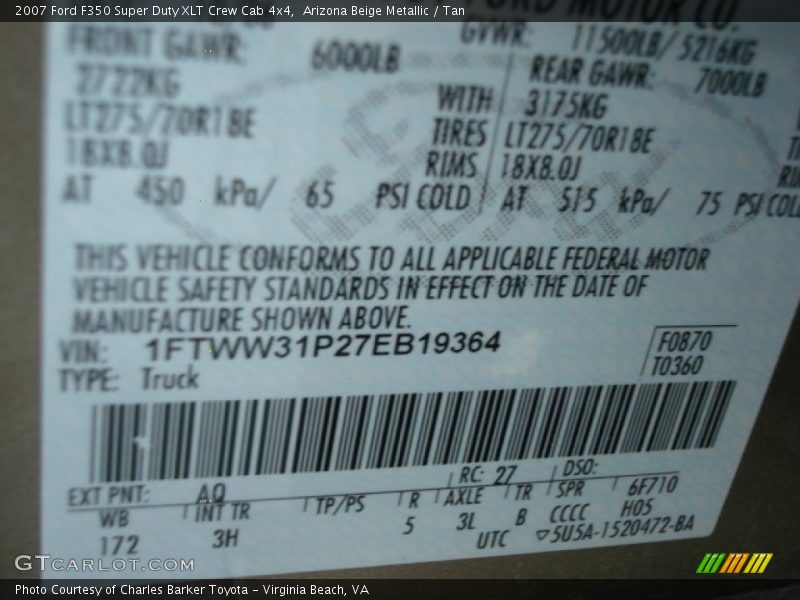 2007 Ford F350 Super Duty XLT Crew Cab 4x4, Arizona Beige Metallic / Tan
FORD MOTOR CO.
FRONT GAWR: 6000LB GVWR: 11500LB/ 5216KG
2722KG REAR GAWR: 7000LB
WITH 3175KG
LT275/70R18E TIRES LT275/70R18E
18X8.0J RIMS 18X8.0J
AT 450 kPa/ 65 PSI COLD AT 515 kPa/ 75 PSI COLD
THIS VEHICLE CONFORMS TO ALL APPLICABLE FEDERAL MOTOR
VEHICLE SAFETY STANDARDS IN EFFECT ON THE DATE OF
MANUFACTURE SHOWN ABOVE.
VIN: 1FTWW31P27EB19364 F0870
TYPE: Truck T0360
EXT PNT: AQ RC: 27 DSO:
WB INT TR TP/PS R AXLE TR SPR 6F710
172 3H 5 3L B CCCC H05
UTC 5U5A-1520472-BA
GTCARLOT.COM
Photo Courtesy of Charles Barker Toyota - Virginia Beach, VA